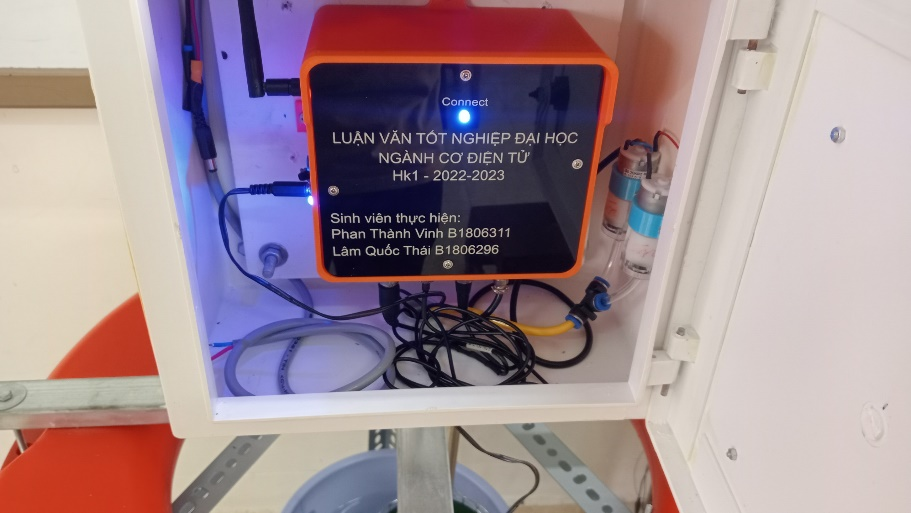 Connect
LUẬN VĂN TỐT NGHIỆP ĐẠI HỌC
NGÀNH CƠ ĐIỆN TỬ
Hk1 - 2022-2023
Sinh viên thực hiện:
Phan Thành Vinh B1806311
Lâm Quốc Thái B1806296